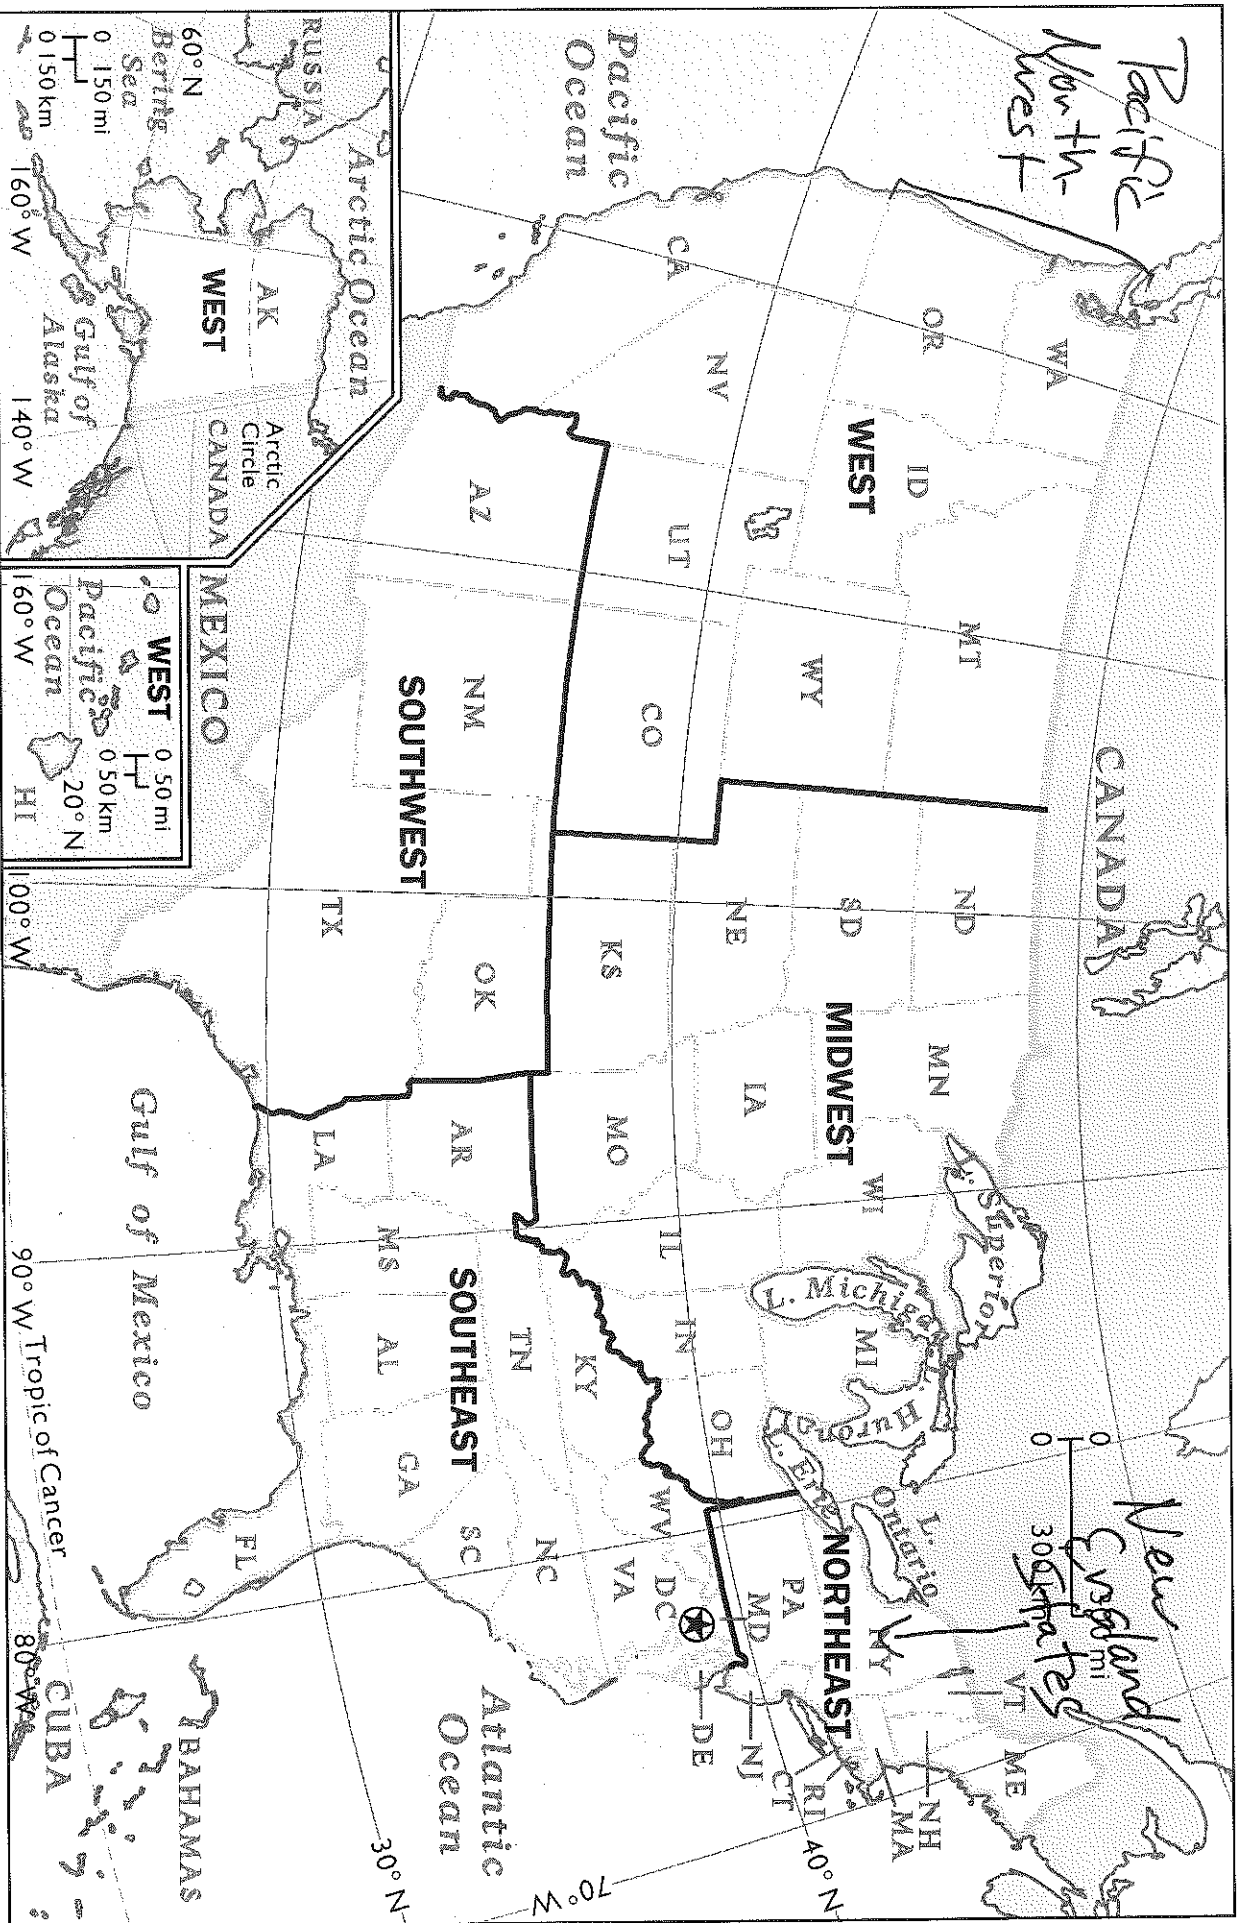 Pacific
North-
west
New
England
States
CANADA
WA
OR
ID
MT
ND
MN
WEST
WY
SD
WI
MI
L. Superior
L. Michigan
L. Huron
L. Erie
L. Ontario
VT
ME
NH
MA
RI
CT
NY
NORTHEAST
PA
NJ
MD
DE
DC
0 300 mi
0 300 km
MIDWEST
NE
IA
IL
IN
OH
NV
UT
CO
KS
MO
KY
WV
VA
CA
AZ
NM
OK
AR
TN
NC
SC
SOUTHWEST
SOUTHEAST
TX
LA
MS
AL
GA
FL
Pacific
Ocean
Atlantic
Ocean
40° N
30° N
70° W
MEXICO
Gulf of Mexico
BAHAMAS
CUBA
Tropic of Cancer
100° W
90° W
80° W
RUSSIA
Arctic Ocean
60° N
Bering
Sea
AK
WEST
Arctic
Circle
CANADA
Gulf of
Alaska
0 150 mi
0 150 km
160° W
140° W
WEST
0 50 mi
0 50 km
Pacific
Ocean
20° N
HI
160° W